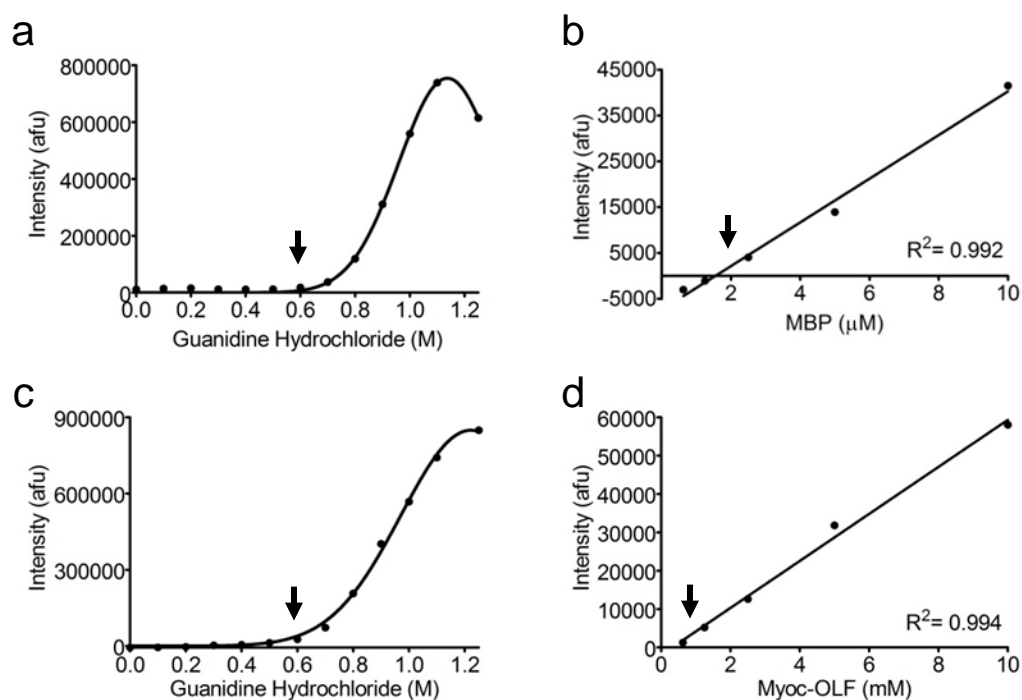 a
800000
600000
400000
200000
0
Intensity (afu)
0.0 0.2 0.4 0.6 0.8 1.0 1.2
Guanidine Hydrochloride (M)
b
45000
35000
25000
15000
5000
-5000
Intensity (afu)
2 4 6 8 10
R²= 0.992
MBP (μM)
c
900000
600000
300000
0
Intensity (afu)
0.0 0.2 0.4 0.6 0.8 1.0 1.2
Guanidine Hydrochloride (M)
d
60000
50000
40000
30000
20000
10000
0
Intensity (afu)
R²= 0.994
0 2 4 6 8 10
Myoc-OLF (mM)